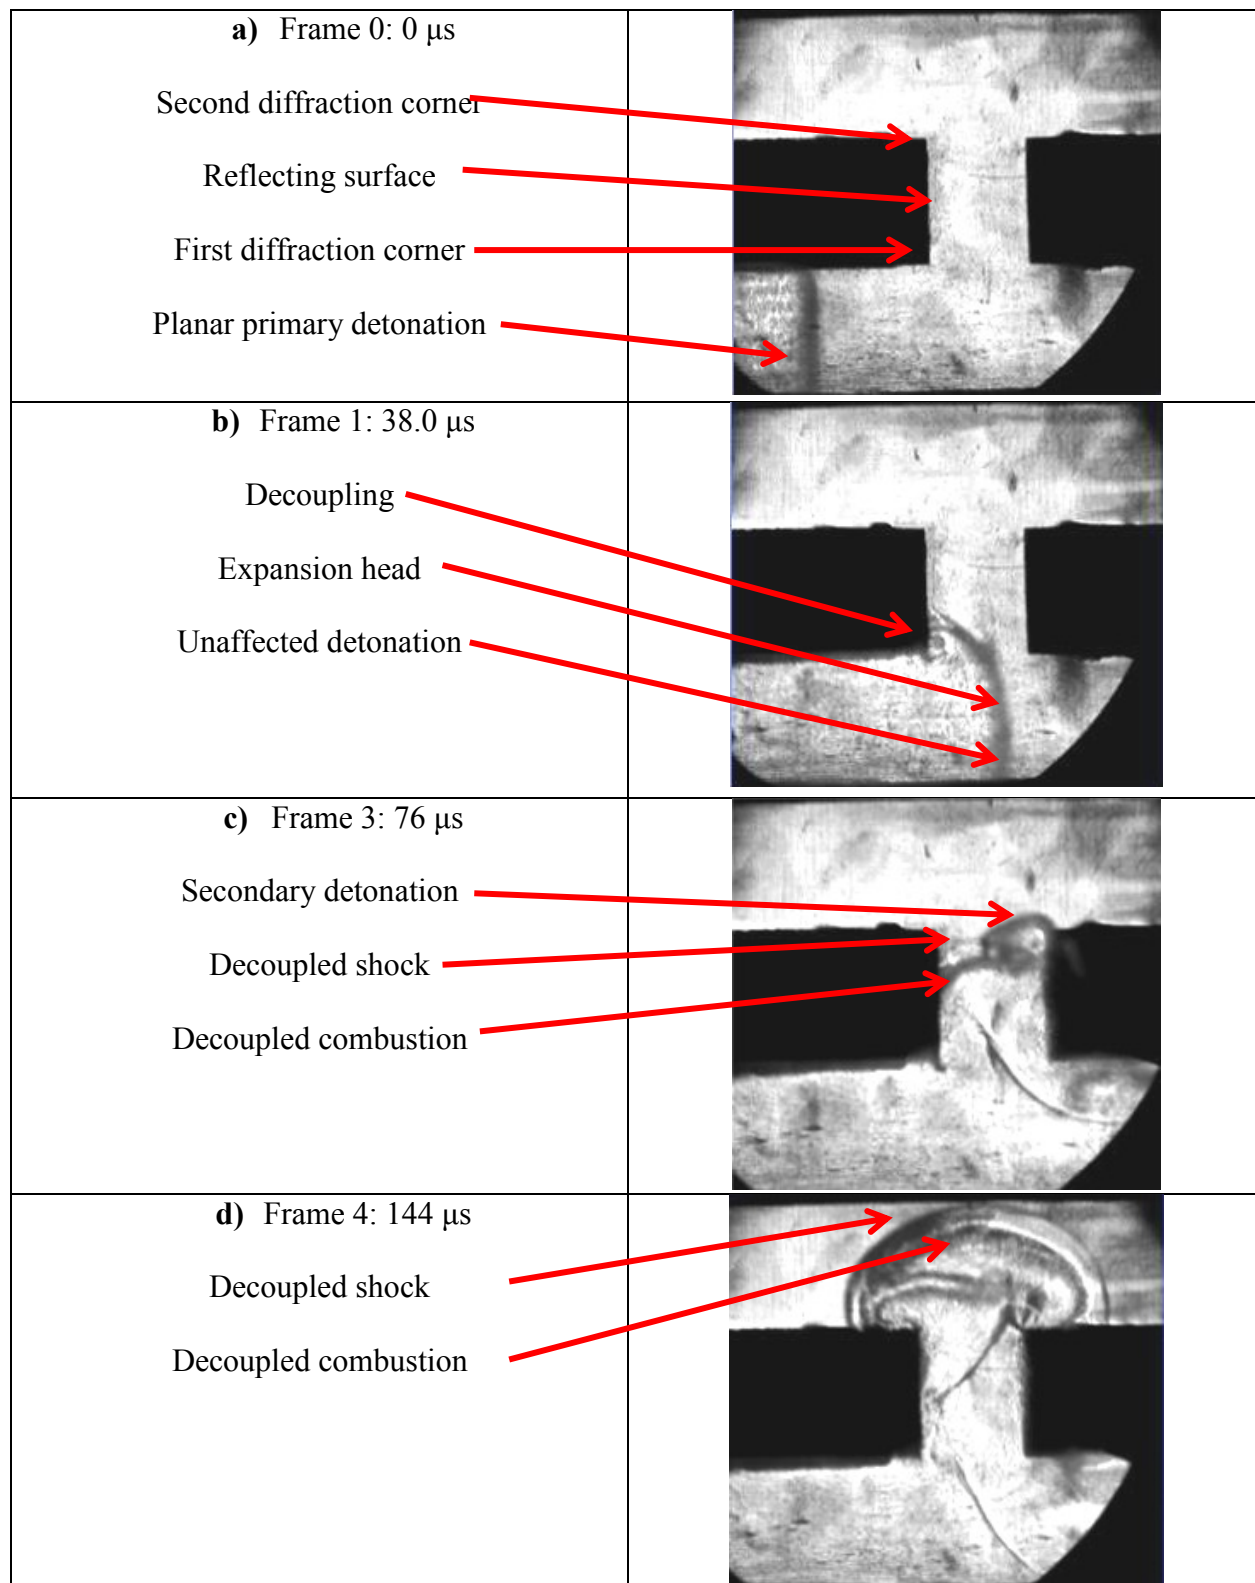 a) Frame 0: 0 μs
Second diffraction corner
Reflecting surface
First diffraction corner
Planar primary detonation
b) Frame 1: 38.0 μs
Decoupling
Expansion head
Unaffected detonation
c) Frame 3: 76 μs
Secondary detonation
Decoupled shock
Decoupled combustion
d) Frame 4: 144 μs
Decoupled shock
Decoupled combustion